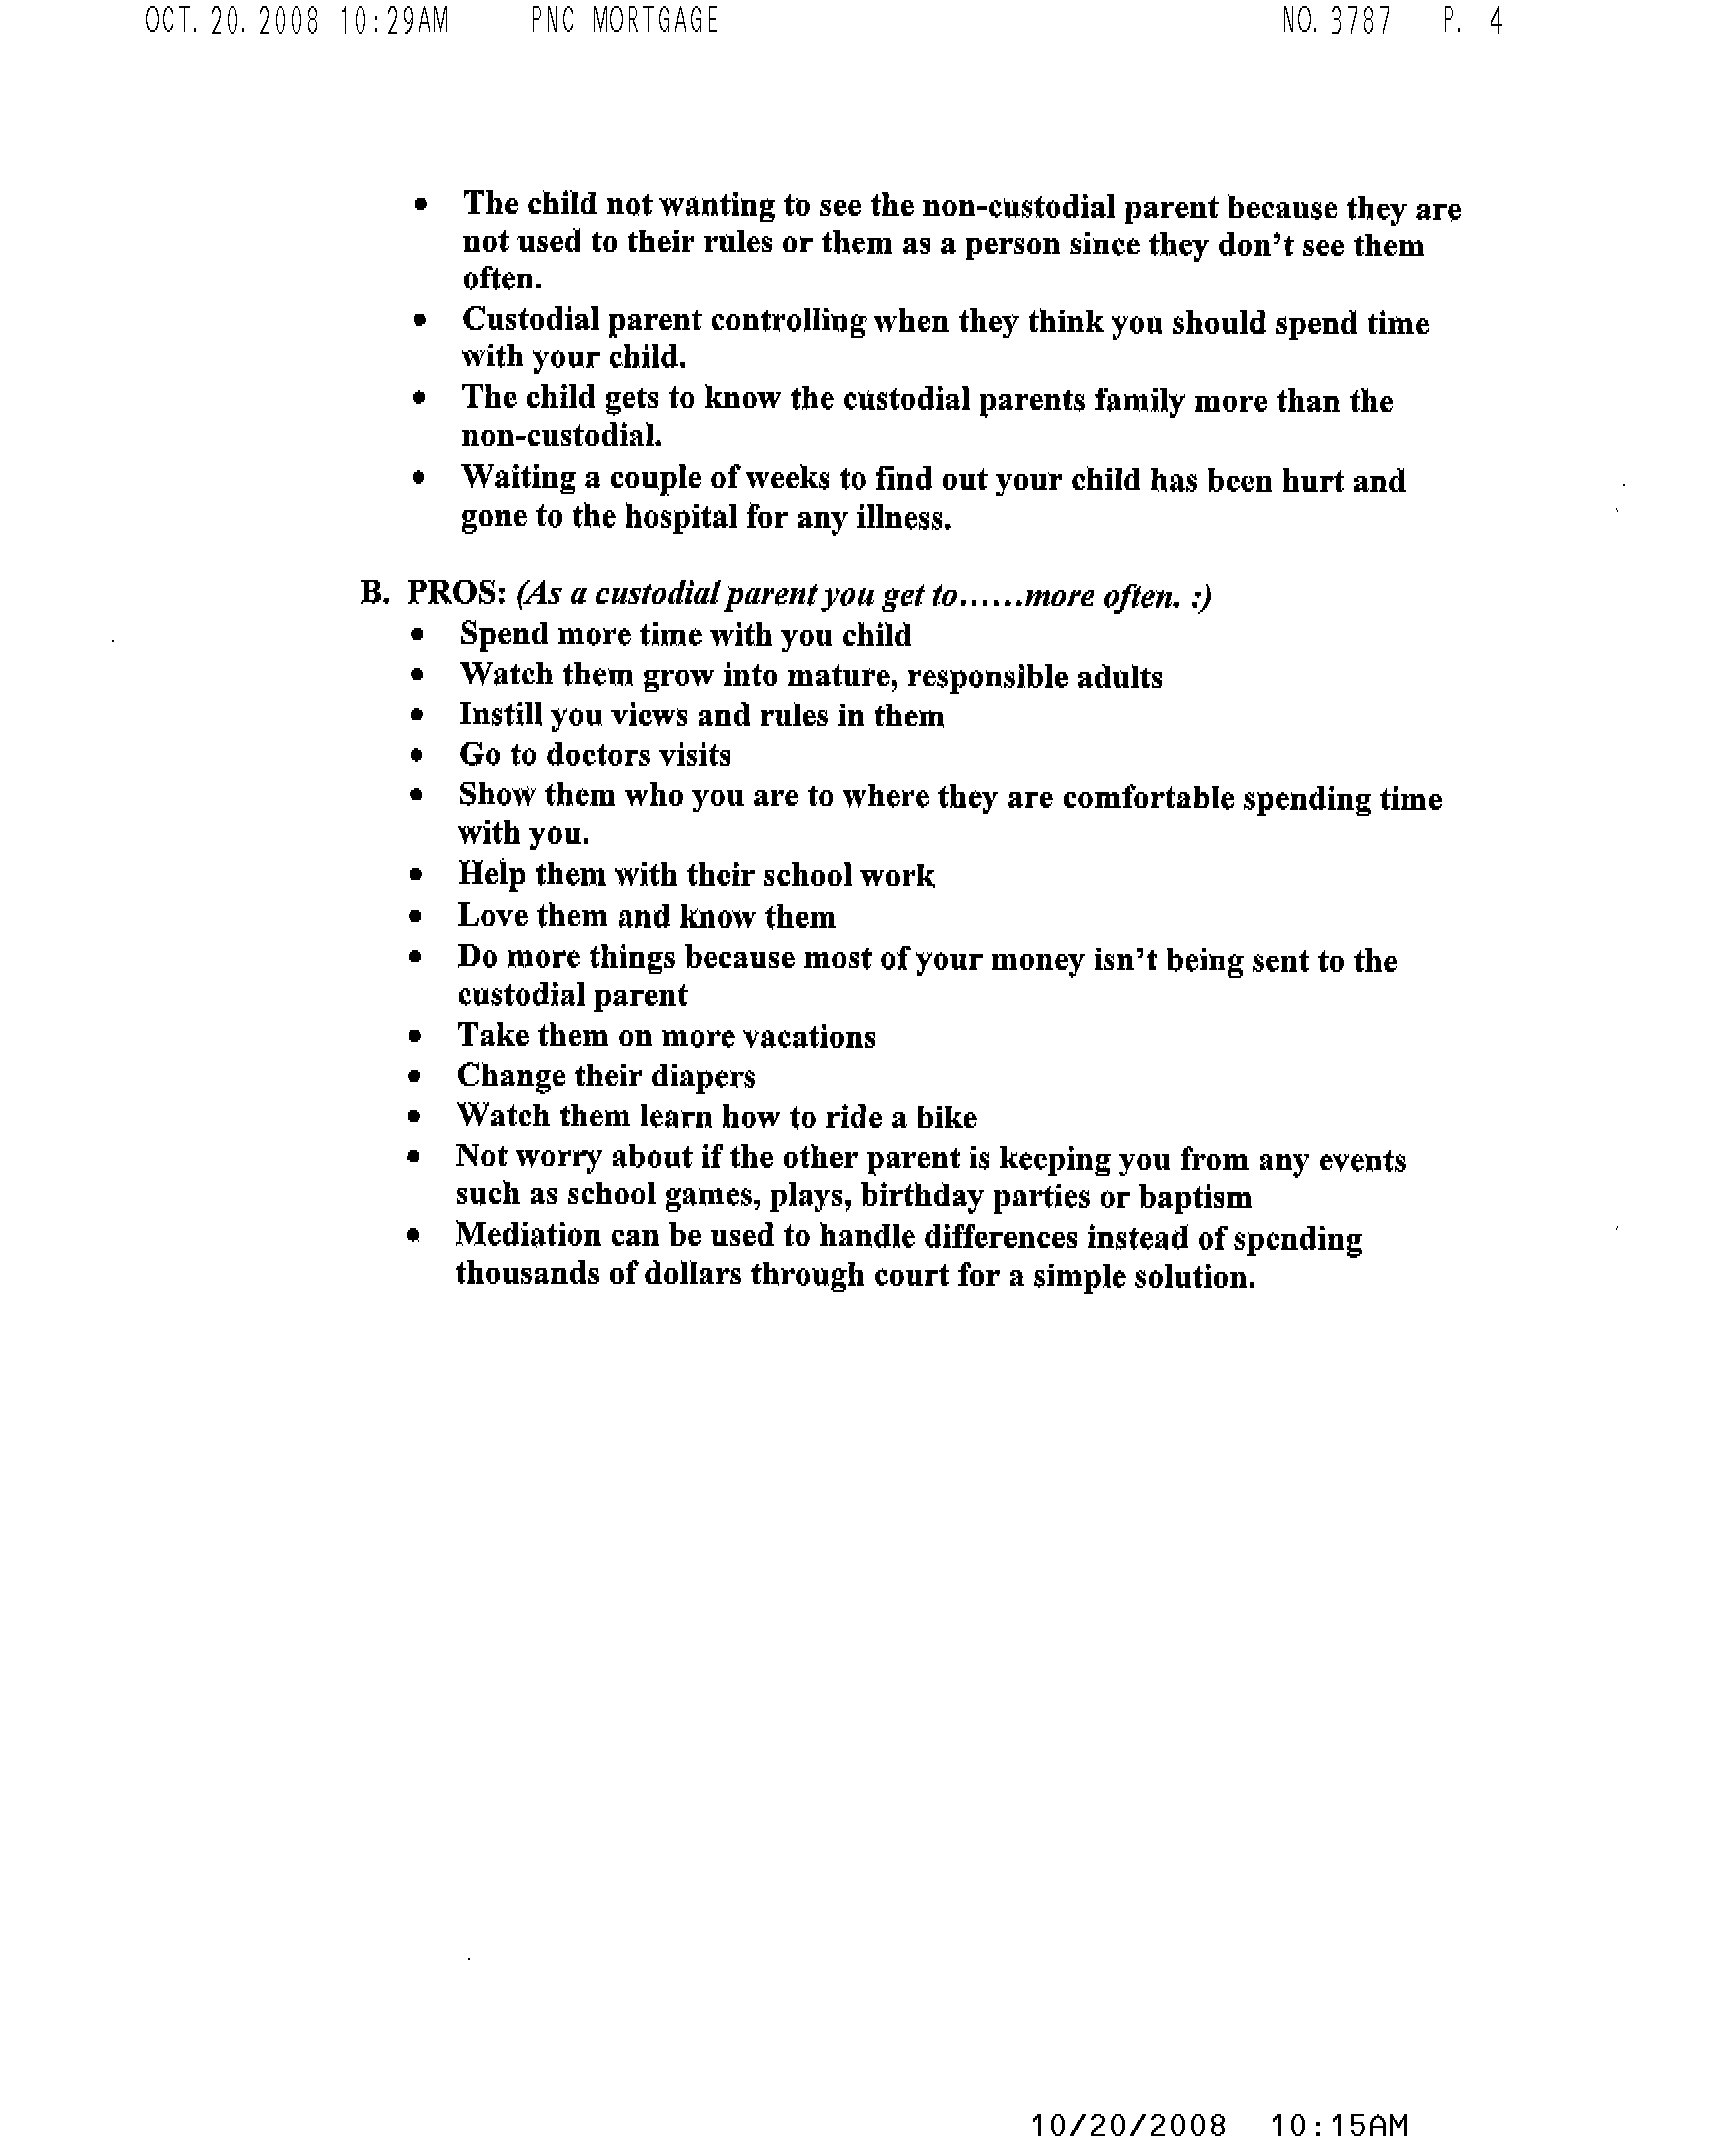 OCT. 20. 2008 10:29AM PNC MORTGAGE NO. 3787 P. 4
• The child not wanting to see the non-custodial parent because they are
not used to their rules or them as a person since they don't see them
often.
• Custodial parent controlling when they think you should spend time
with your child.
• The child gets to know the custodial parents family more than the
non-custodial.
• Waiting a couple of weeks to find out your child has been hurt and
gone to the hospital for any illness.
B. PROS: (As a custodial parent you get to......more often. :)
• Spend more time with you child
• Watch them grow into mature, responsible adults
• Instill you views and rules in them
• Go to doctors visits
• Show them who you are to where they are comfortable spending time
with you.
• Help them with their school work
• Love them and know them
• Do more things because most of your money isn't being sent to the
custodial parent
• Take them on more vacations
• Change their diapers
• Watch them learn how to ride a bike
• Not worry about if the other parent is keeping you from any events
such as school games, plays, birthday parties or baptism
• Mediation can be used to handle differences instead of spending
thousands of dollars through court for a simple solution.
10/20/2008 10:15AM